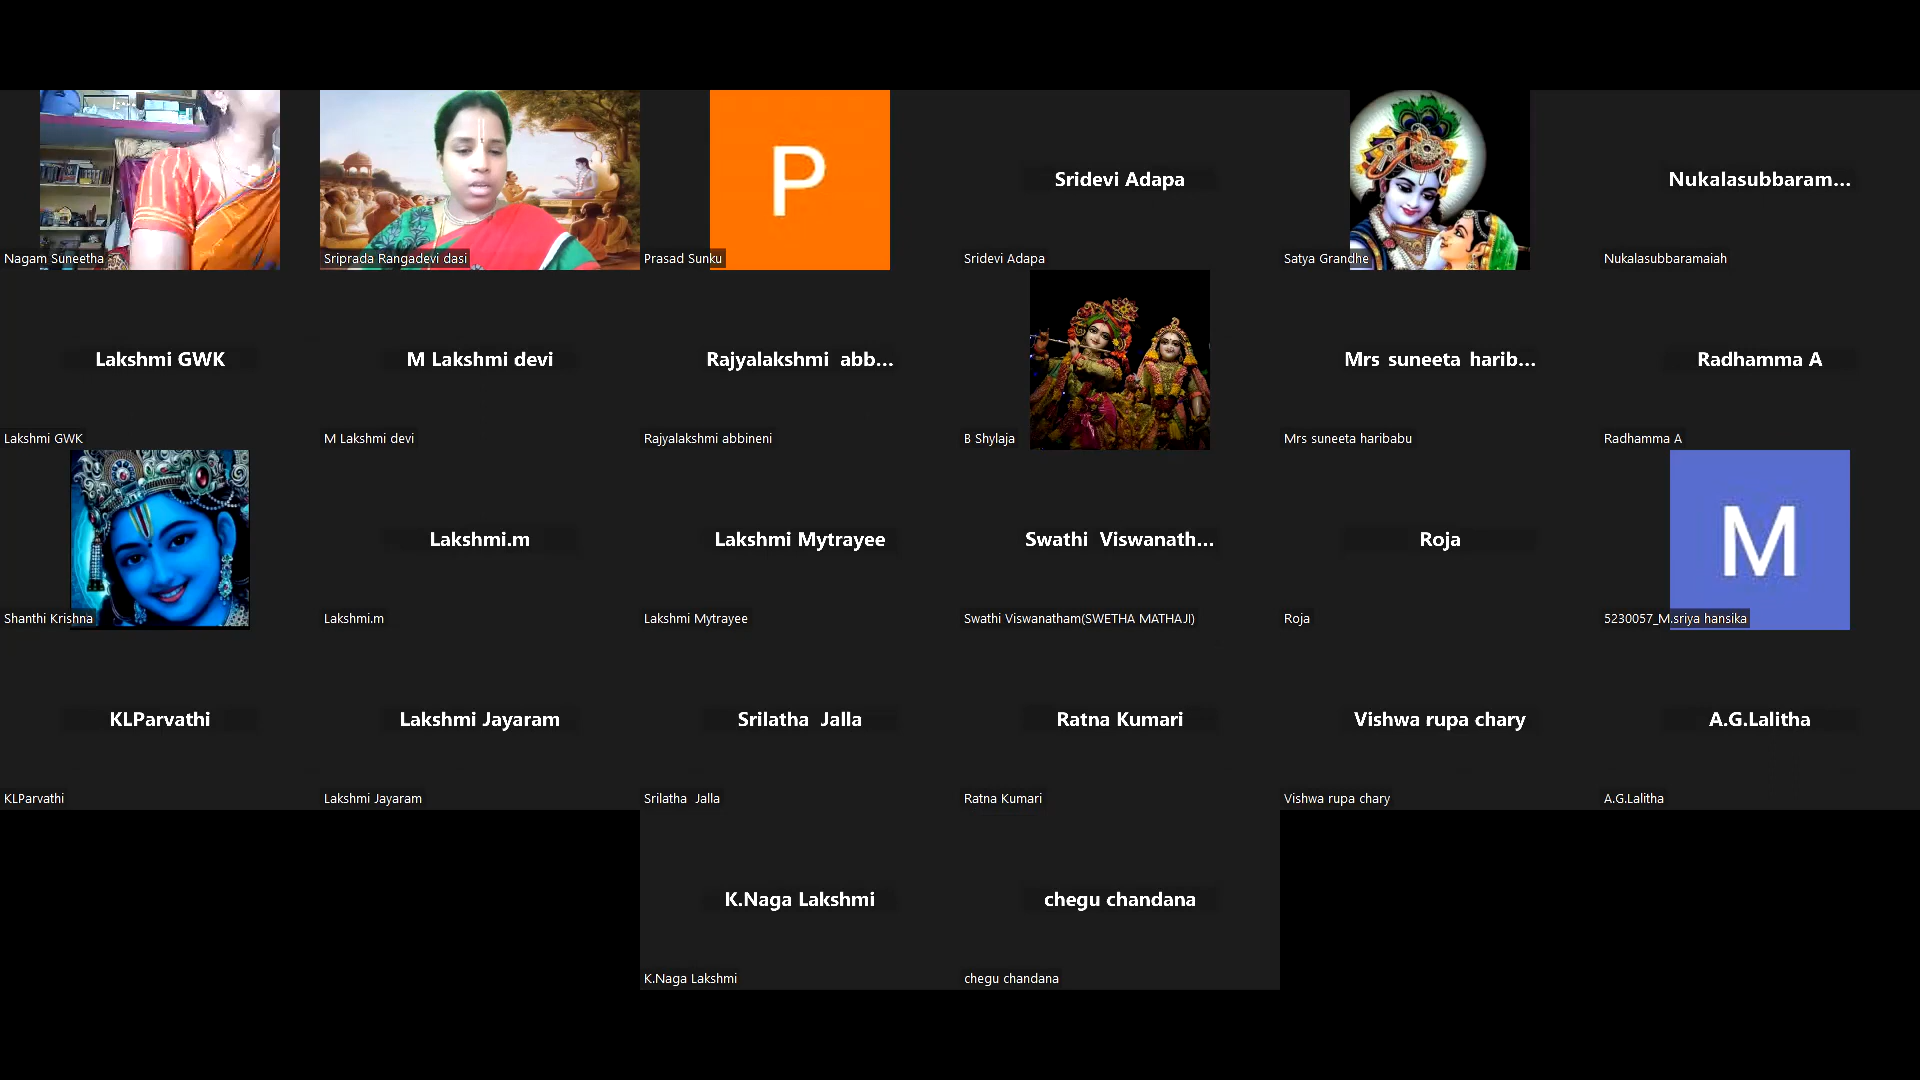 P
Sridevi Adapa
Nukalasubbaram...
Nagam Suneetha
Sriprada Rangadevi dasi
Prasad Sunku
Sridevi Adapa
Satya Grandhe
Nukalasubbaramaiah
Lakshmi GWK
M Lakshmi devi
Rajyalakshmi abb...
Mrs suneeta harib...
Radhamma A
Lakshmi GWK
M Lakshmi devi
Rajyalakshmi abbineni
B Shylaja
Mrs suneeta haribabu
Radhamma A
Lakshmi.m
Lakshmi Mytrayee
Swathi Viswanath...
Roja
M
Shanthi Krishna
Lakshmi.m
Lakshmi Mytrayee
Swathi Viswanatham(SWETHA MATHAJI)
Roja
5230057_M.sriya hansika
KLParvathi
Lakshmi Jayaram
Srilatha Jalla
Ratna Kumari
Vishwa rupa chary
A.G.Lalitha
KLParvathi
Lakshmi Jayaram
Srilatha Jalla
Ratna Kumari
Vishwa rupa chary
A.G.Lalitha
K.Naga Lakshmi
chegu chandana
K.Naga Lakshmi
chegu chandana